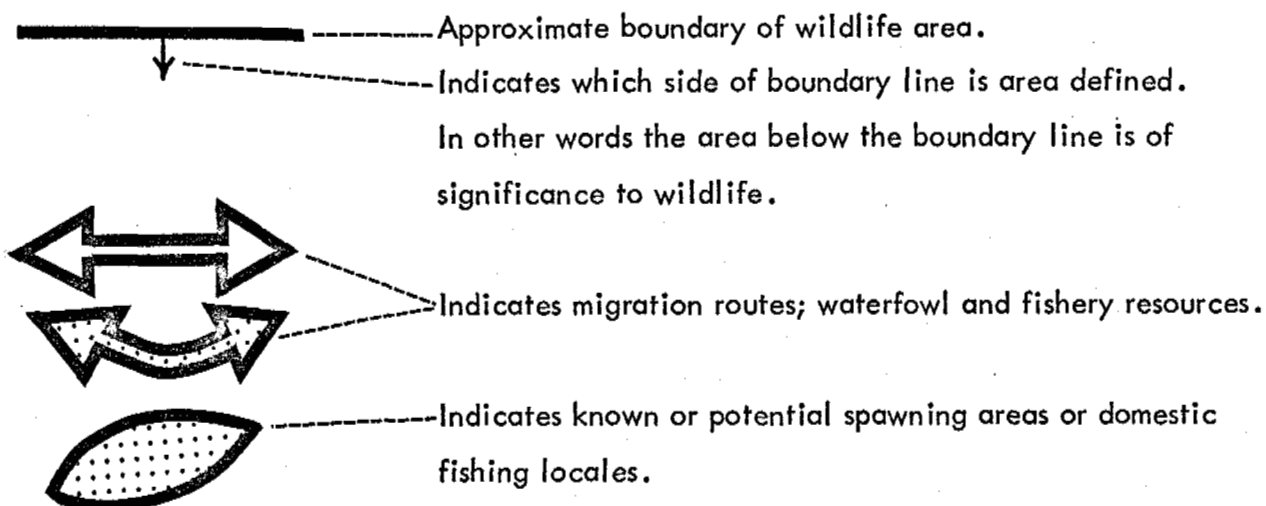 Approximate boundary of wildlife area.
Indicates which side of boundary line is area defined.
In other words the area below the boundary line is of
significance to wildlife.
Indicates migration routes; waterfowl and fishery resources.
Indicates known or potential spawning areas or domestic
fishing locales.